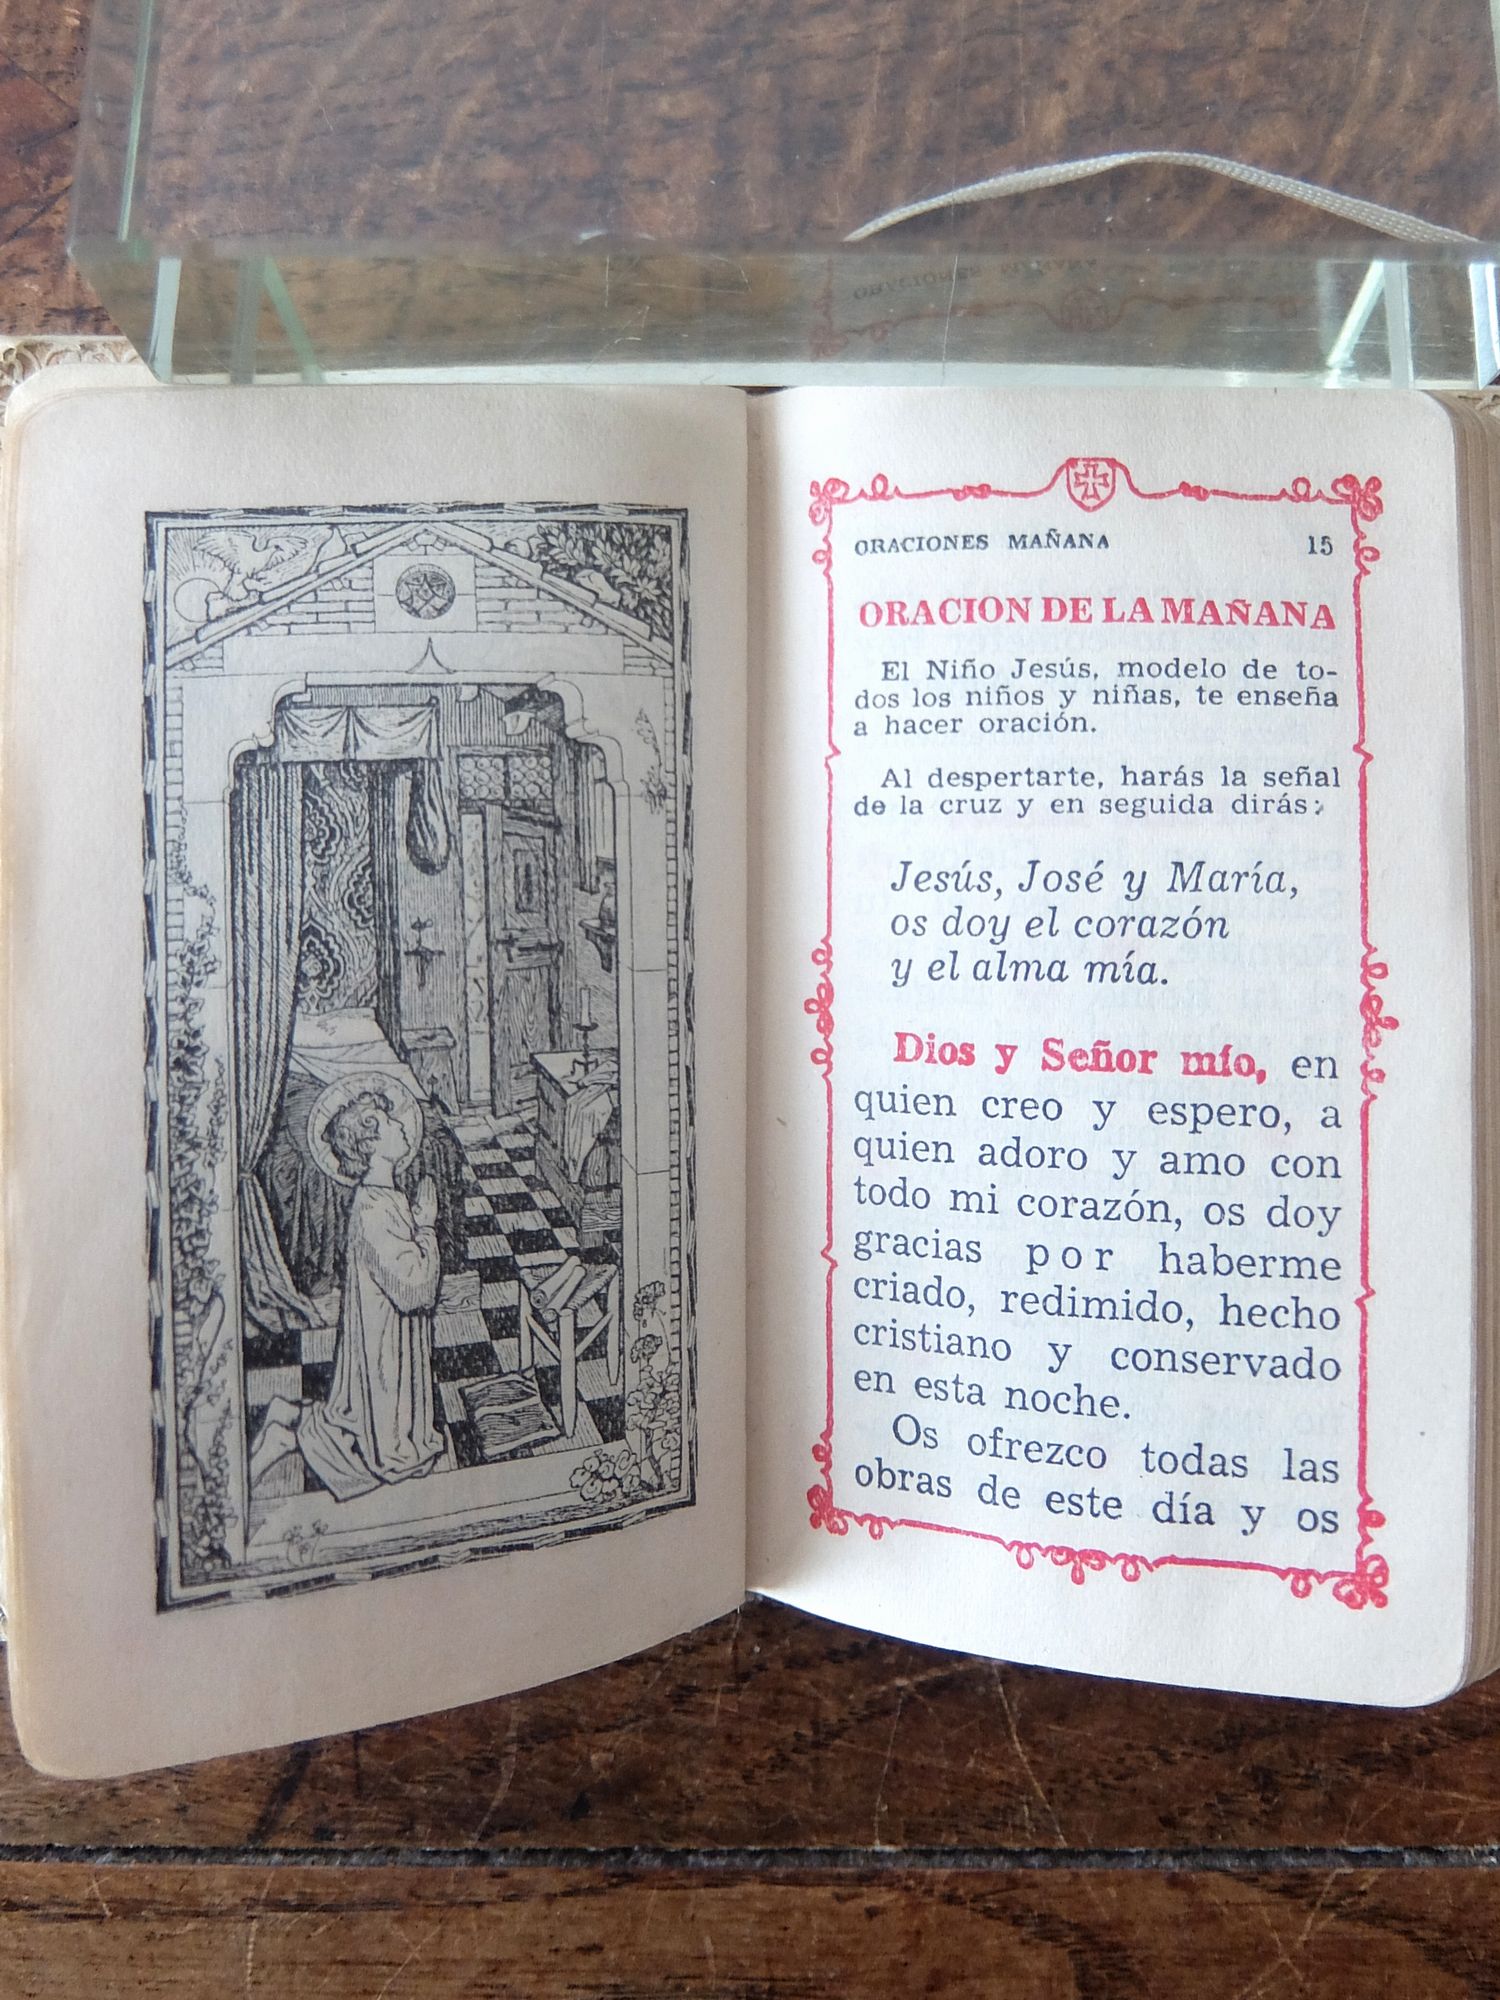 ORACIONES MAÑANA 15
ORACION DE LA MAÑANA
El Niño Jesús, modelo de to-
dos los niños y niñas, te enseña
a hacer oración.
Al despertarte, harás la señal
de la cruz y en seguida dirás:
Jesús, José y María,
os doy el corazón
y el alma mía.
Dios y Señor mío, en
quien creo y espero, a
quien adoro y amo con
todo mi corazón, os doy
gracias por haberme
criado, redimido, hecho
cristiano y conservado
en esta noche.
Os ofrezco todas las
obras de este día y os